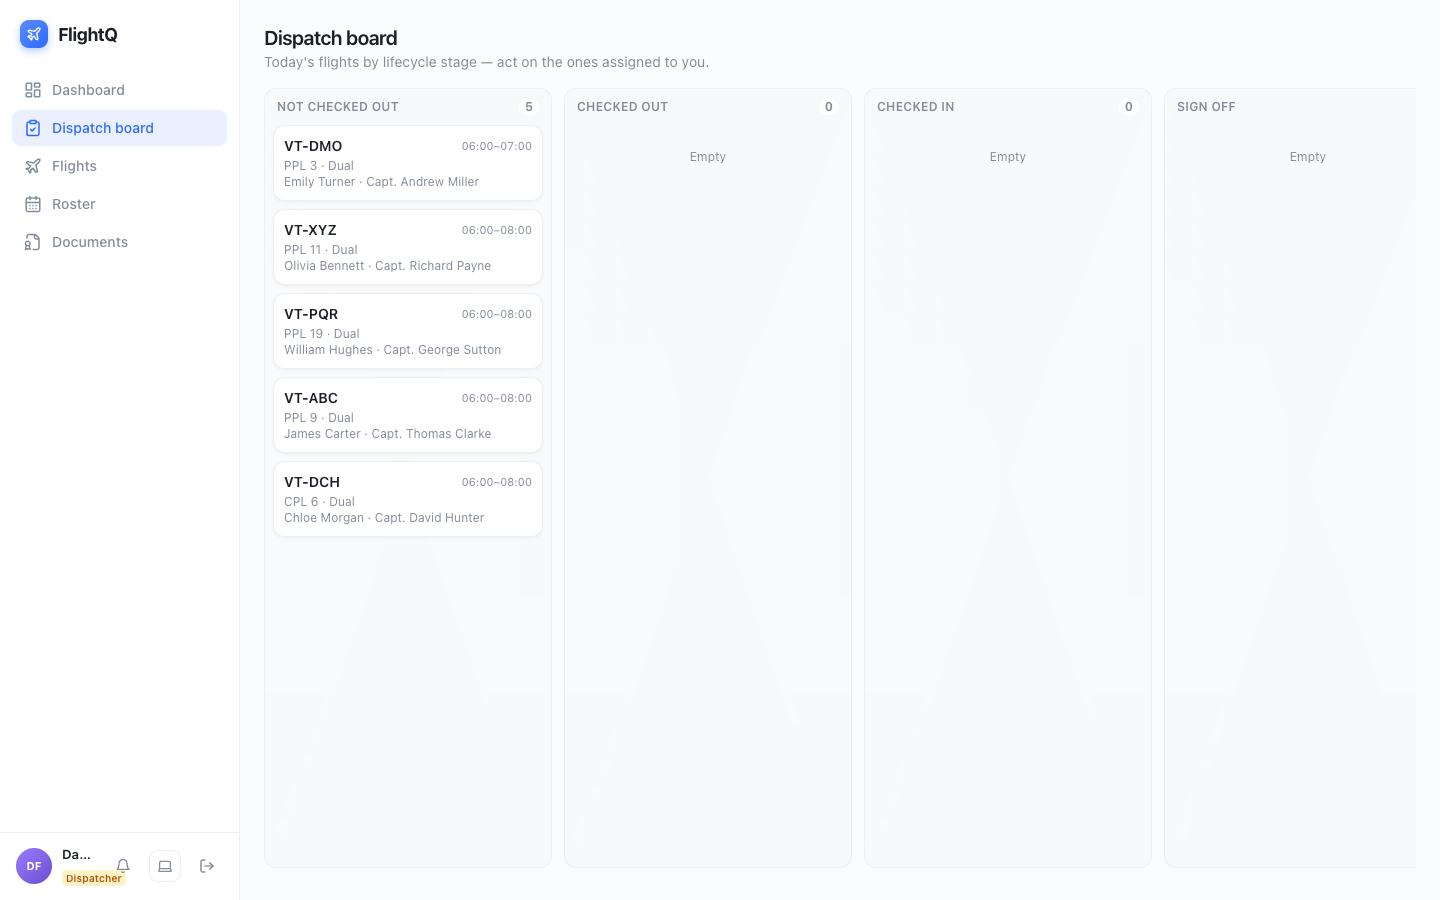 FlightQ
Dashboard
Dispatch board
Flights
Roster
Documents
DF
Da...
Dispatcher
Dispatch board
Today's flights by lifecycle stage — act on the ones assigned to you.
NOT CHECKED OUT 5
VT-DMO 06:00–07:00
PPL 3 · Dual
Emily Turner · Capt. Andrew Miller
VT-XYZ 06:00–08:00
PPL 11 · Dual
Olivia Bennett · Capt. Richard Payne
VT-PQR 06:00–08:00
PPL 19 · Dual
William Hughes · Capt. George Sutton
VT-ABC 06:00–08:00
PPL 9 · Dual
James Carter · Capt. Thomas Clarke
VT-DCH 06:00–08:00
CPL 6 · Dual
Chloe Morgan · Capt. David Hunter
CHECKED OUT 0
Empty
CHECKED IN 0
Empty
SIGN OFF
Empty